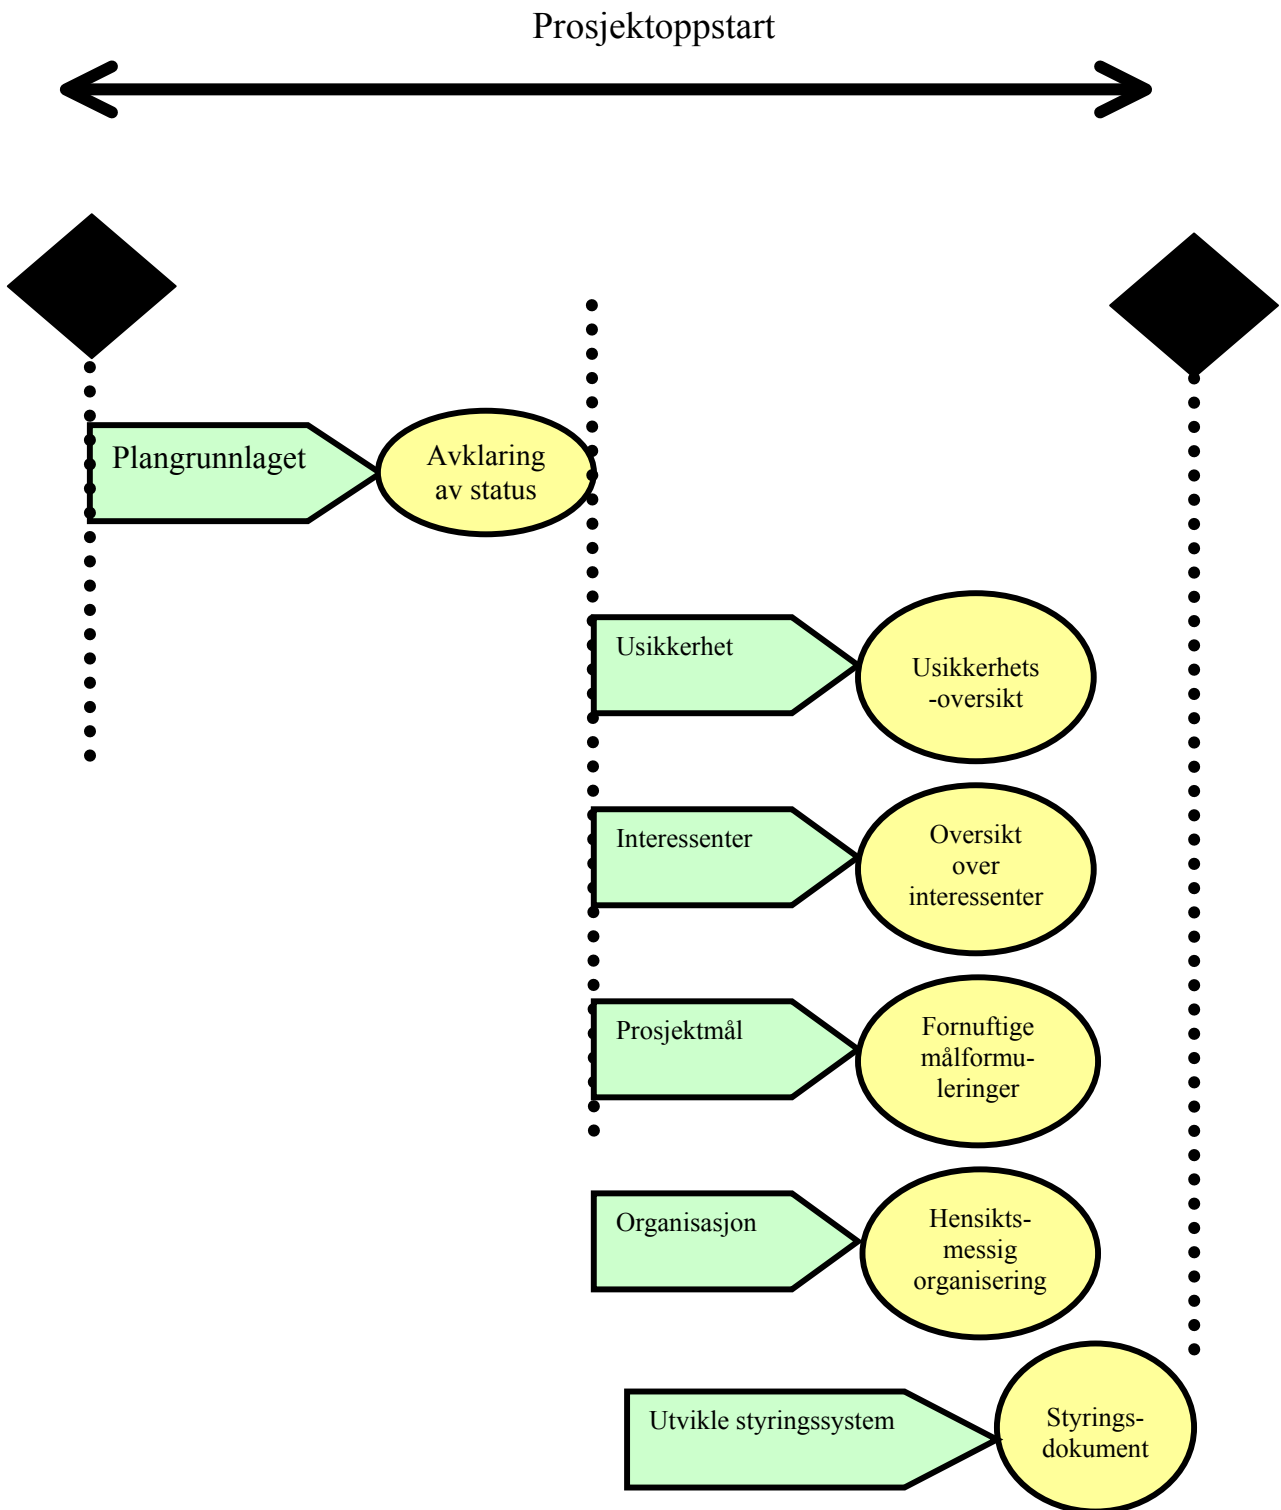 Prosjektoppstart
Plangrunnlaget
Avklaring
av status
Usikkerhet
Usikkerhets
-oversikt
Interessenter
Oversikt
over
interessenter
Prosjektmål
Fornuftige
målformu-
leringer
Organisasjon
Hensikts-
messig
organisering
Utvikle styringssystem
Styrings-
dokument